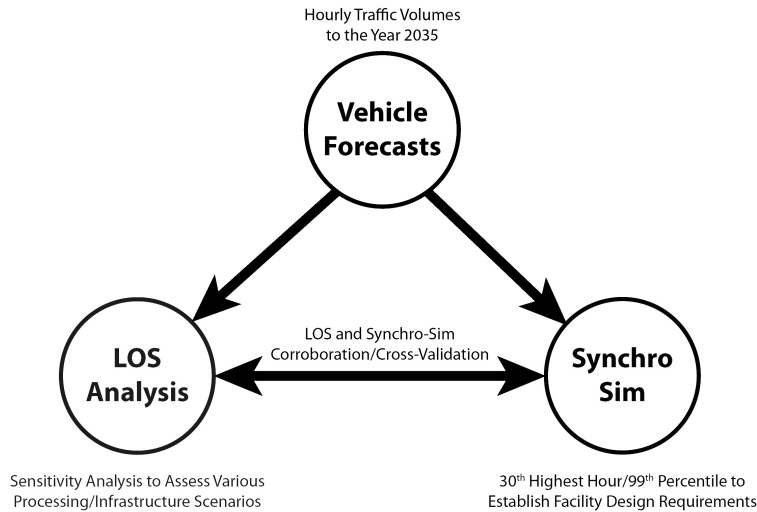 Hourly Traffic Volumes
to the Year 2035
Vehicle
Forecasts
LOS and Synchro-Sim
Corroboration/Cross-Validation
LOS
Analysis
Synchro
Sim
Sensitivity Analysis to Assess Various
Processing/Infrastructure Scenarios
30th Highest Hour/99th Percentile to
Establish Facility Design Requirements